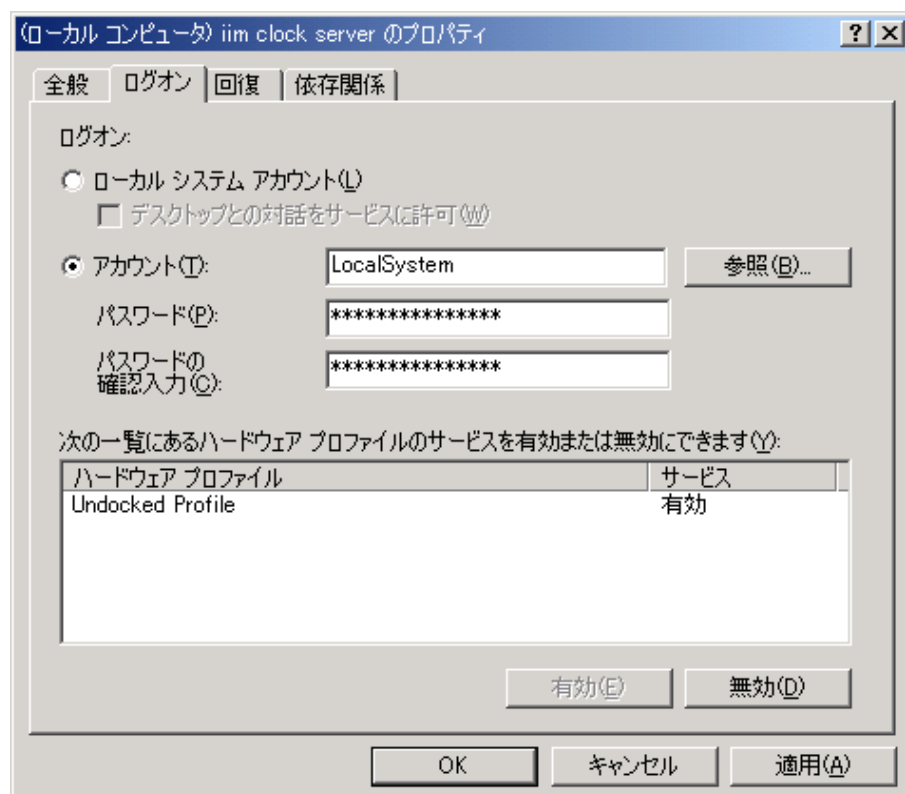 (ローカル コンピュータ) iim clock server のプロパティ
全般 ログオン 回復 依存関係
ログオン:
ローカル システム アカウント(L)
デスクトップとの対話をサービスに許可(W)
アカウント(T): LocalSystem 参照(B)...
パスワード(P): ***************
パスワードの
確認入力(C): ***************
次の一覧にあるハードウェア プロファイルのサービスを有効または無効にできます(Y):
ハードウェア プロファイル サービス
Undocked Profile 有効
有効(E) 無効(D)
OK キャンセル 適用(A)